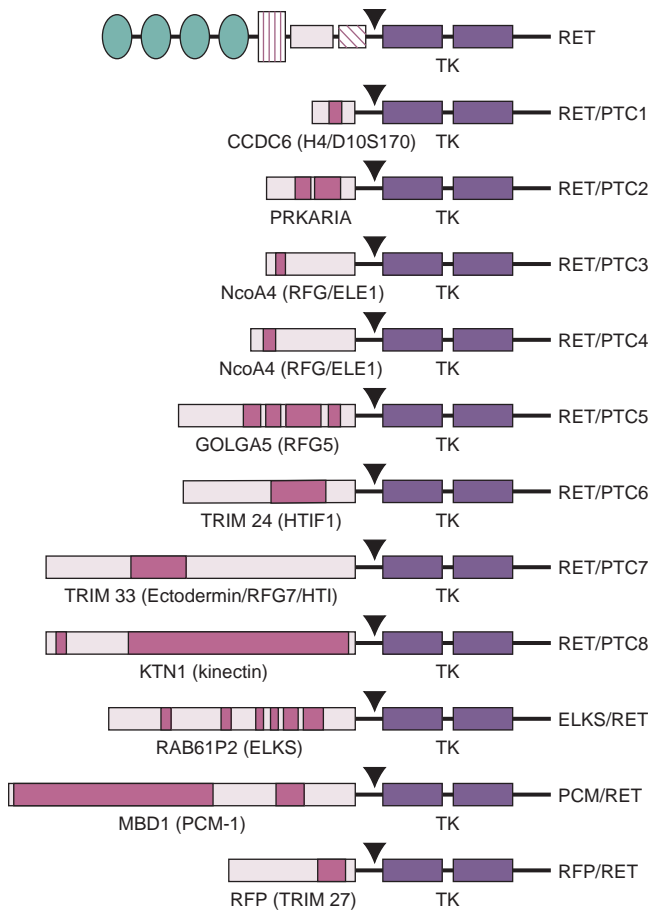 RET
TK
RET/PTC1
CCDC6 (H4/D10S170) TK
RET/PTC2
PRKARIA TK
RET/PTC3
NcoA4 (RFG/ELE1) TK
RET/PTC4
NcoA4 (RFG/ELE1) TK
RET/PTC5
GOLGA5 (RFG5) TK
RET/PTC6
TRIM 24 (HTIF1) TK
RET/PTC7
TRIM 33 (Ectodermin/RFG7/HTI) TK
RET/PTC8
KTN1 (kinectin) TK
ELKS/RET
RAB61P2 (ELKS) TK
PCM/RET
MBD1 (PCM-1) TK
RFP/RET
RFP (TRIM 27) TK